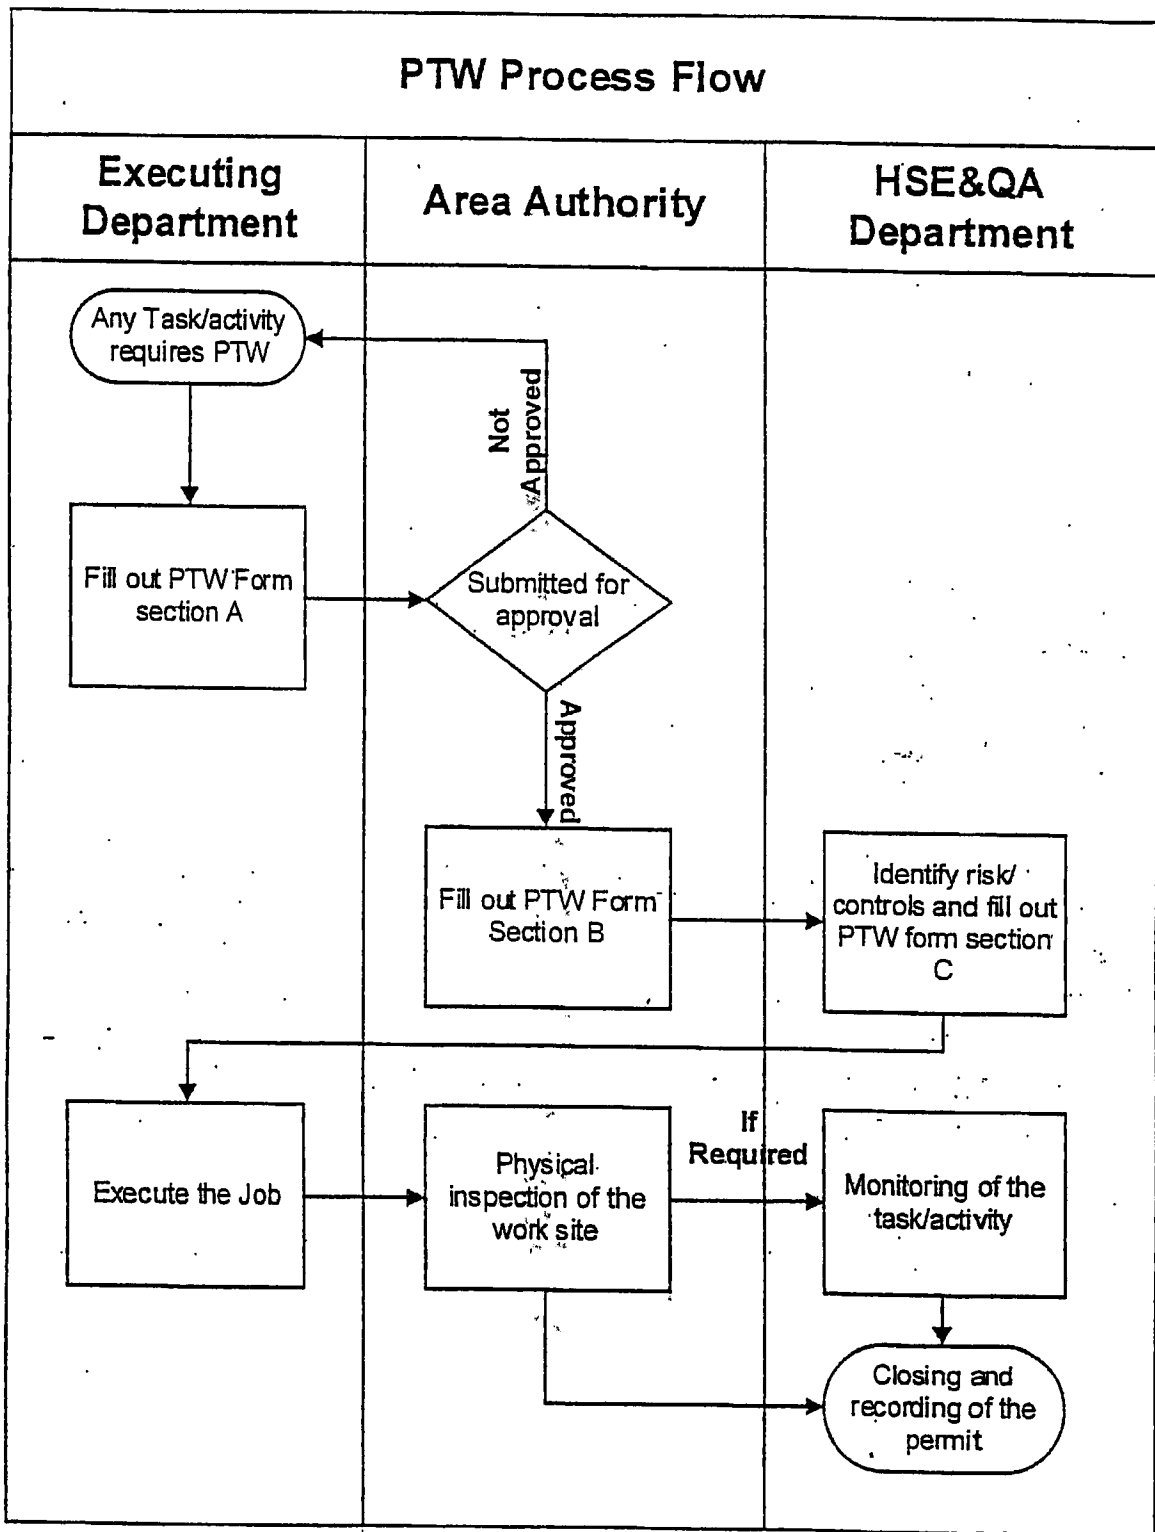 PTW Process Flow
Executing
Department
Area Authority
HSE&QA
Department
Any Task/activity
requires PTW
Not
Approved
Fill out PTW Form
section A
Submitted for
approval
Approved
Fill out PTW Form
Section B
Identify risk/
controls and fill out
PTW form section
C
Execute the Job
Physical
inspection of the
work site
If
Required
Monitoring of the
task/activity
Closing and
recording of the
permit